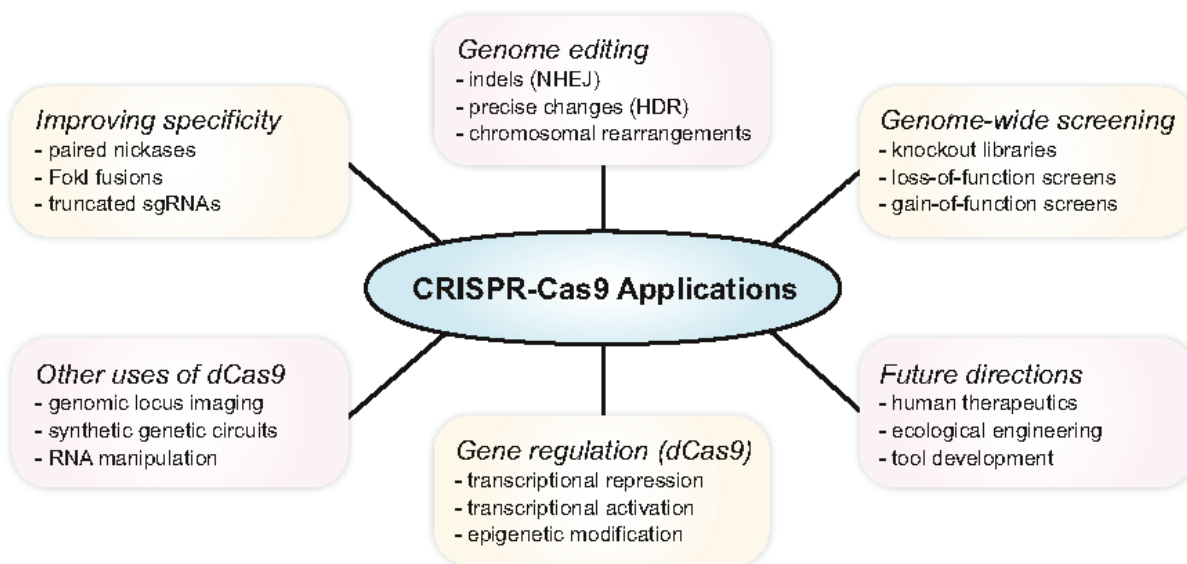 Genome editing
- indels (NHEJ)
- precise changes (HDR)
- chromosomal rearrangements
Improving specificity
- paired nickases
- FokI fusions
- truncated sgRNAs
Genome-wide screening
- knockout libraries
- loss-of-function screens
- gain-of-function screens
CRISPR-Cas9 Applications
Other uses of dCas9
- genomic locus imaging
- synthetic genetic circuits
- RNA manipulation
Gene regulation (dCas9)
- transcriptional repression
- transcriptional activation
- epigenetic modification
Future directions
- human therapeutics
- ecological engineering
- tool development